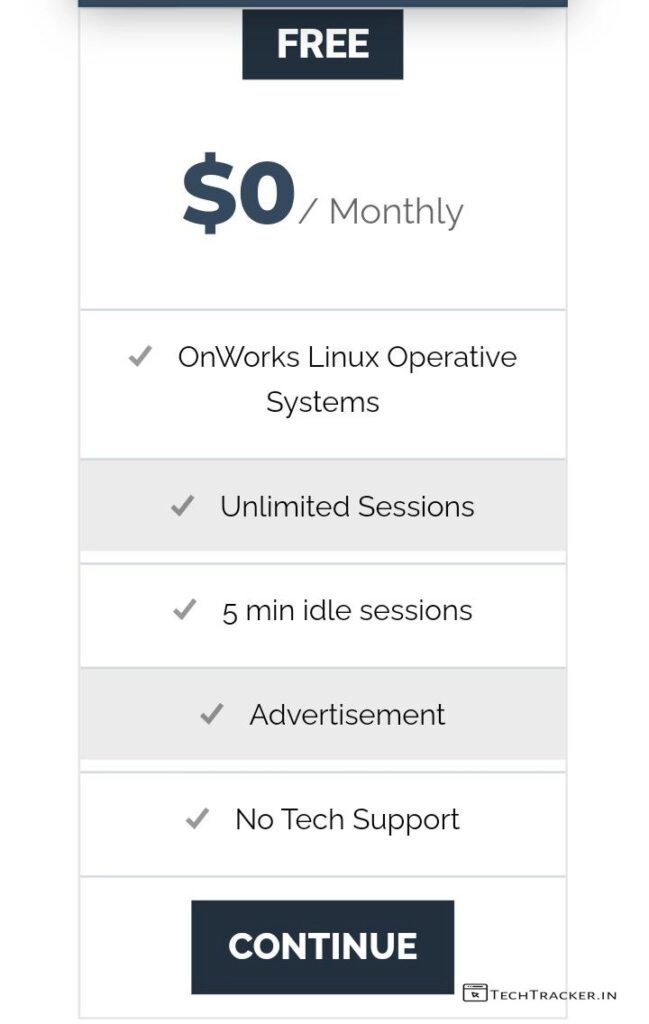 FREE
$0 / Monthly
OnWorks Linux Operative
Systems
Unlimited Sessions
5 min idle sessions
Advertisement
No Tech Support
CONTINUE
TECHTRACKER.IN